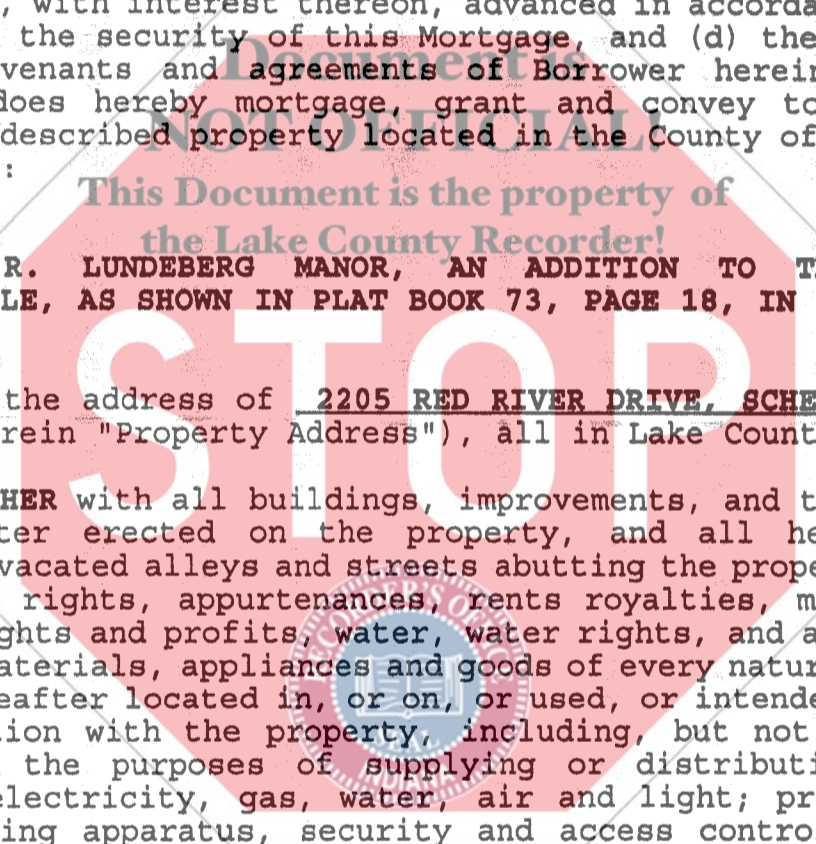 , with interest thereon, advanced in accorda
the security of this Mortgage, and (d) the
venants and agreements of Borrower herein
does hereby mortgage, grant and convey to
described property located in the County of
:
Document is
NOT OFFICIAL!
This Document is the property of
the Lake County Recorder!
R. LUNDEBERG MANOR, AN ADDITION TO T
LE, AS SHOWN IN PLAT BOOK 73, PAGE 18, IN
STOP
the address of 2205 RED RIVER DRIVE, SCHE
rein "Property Address"), all in Lake Count
HER with all buildings, improvements, and t
ter erected on the property, and all he
vacated alleys and streets abutting the prope
rights, appurtenances, rents royalties, m
ghts and profits, water, water rights, and a
aterials, appliances and goods of every natur
eafter located in, or on, or used, or intende
tion with the property, including, but not
the purposes of supplying or distributi
electricity, gas, water, air and light; pr
ing apparatus, security and access contro
RECORDER'S OFFICE
INDIANA